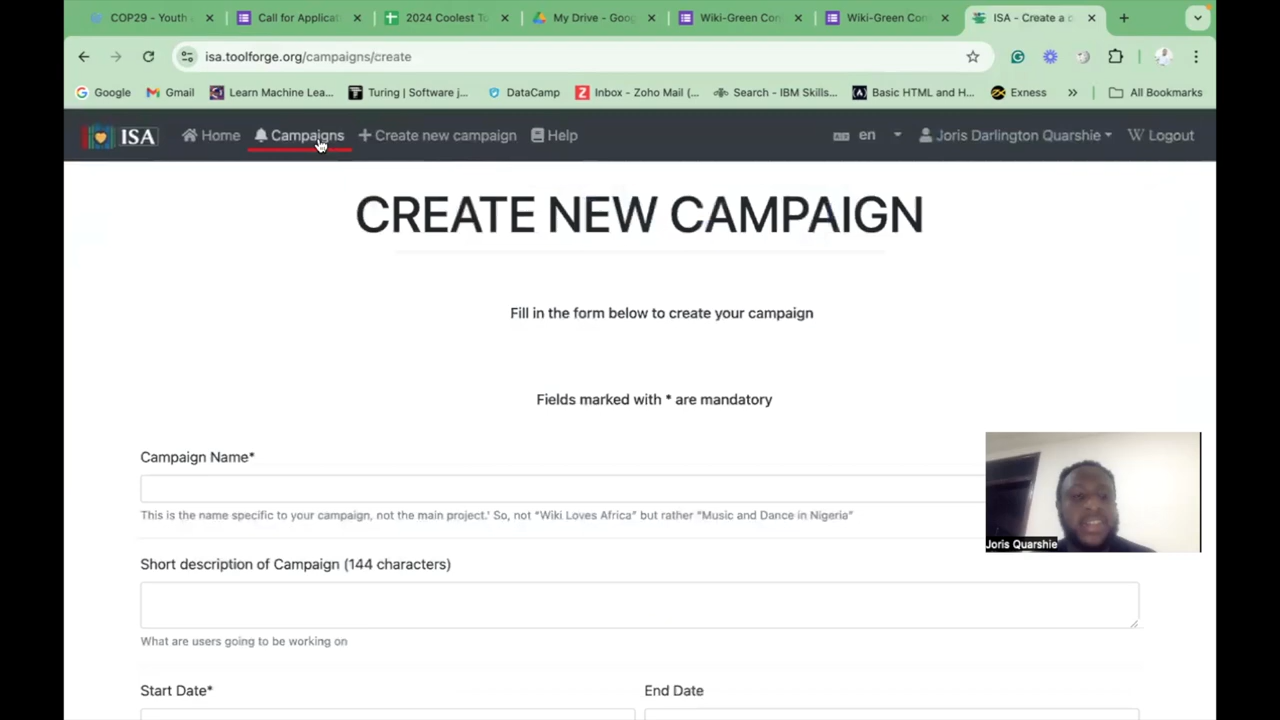 COP29 - Youth
Call for Applicat
2024 Coolest To
My Drive - Goog
Wiki-Green Con
Wiki-Green Con
ISA - Create a c
isa.toolforge.org/campaigns/create
Google
Gmail
Learn Machine Lea...
Turing | Software j...
DataCamp
Inbox - Zoho Mail (...
Search - IBM Skills...
Basic HTML and H...
Exness
»
All Bookmarks
ISA
Home
Campaigns
+ Create new campaign
Help
en
Joris Darlington Quarshie
W Logout
CREATE NEW CAMPAIGN
Fill in the form below to create your campaign
Fields marked with * are mandatory
Campaign Name*
This is the name specific to your campaign, not the main project.' So, not "Wiki Loves Africa" but rather "Music and Dance in Nigeria"
Joris Quarshie
Short description of Campaign (144 characters)
What are users going to be working on
Start Date*
End Date